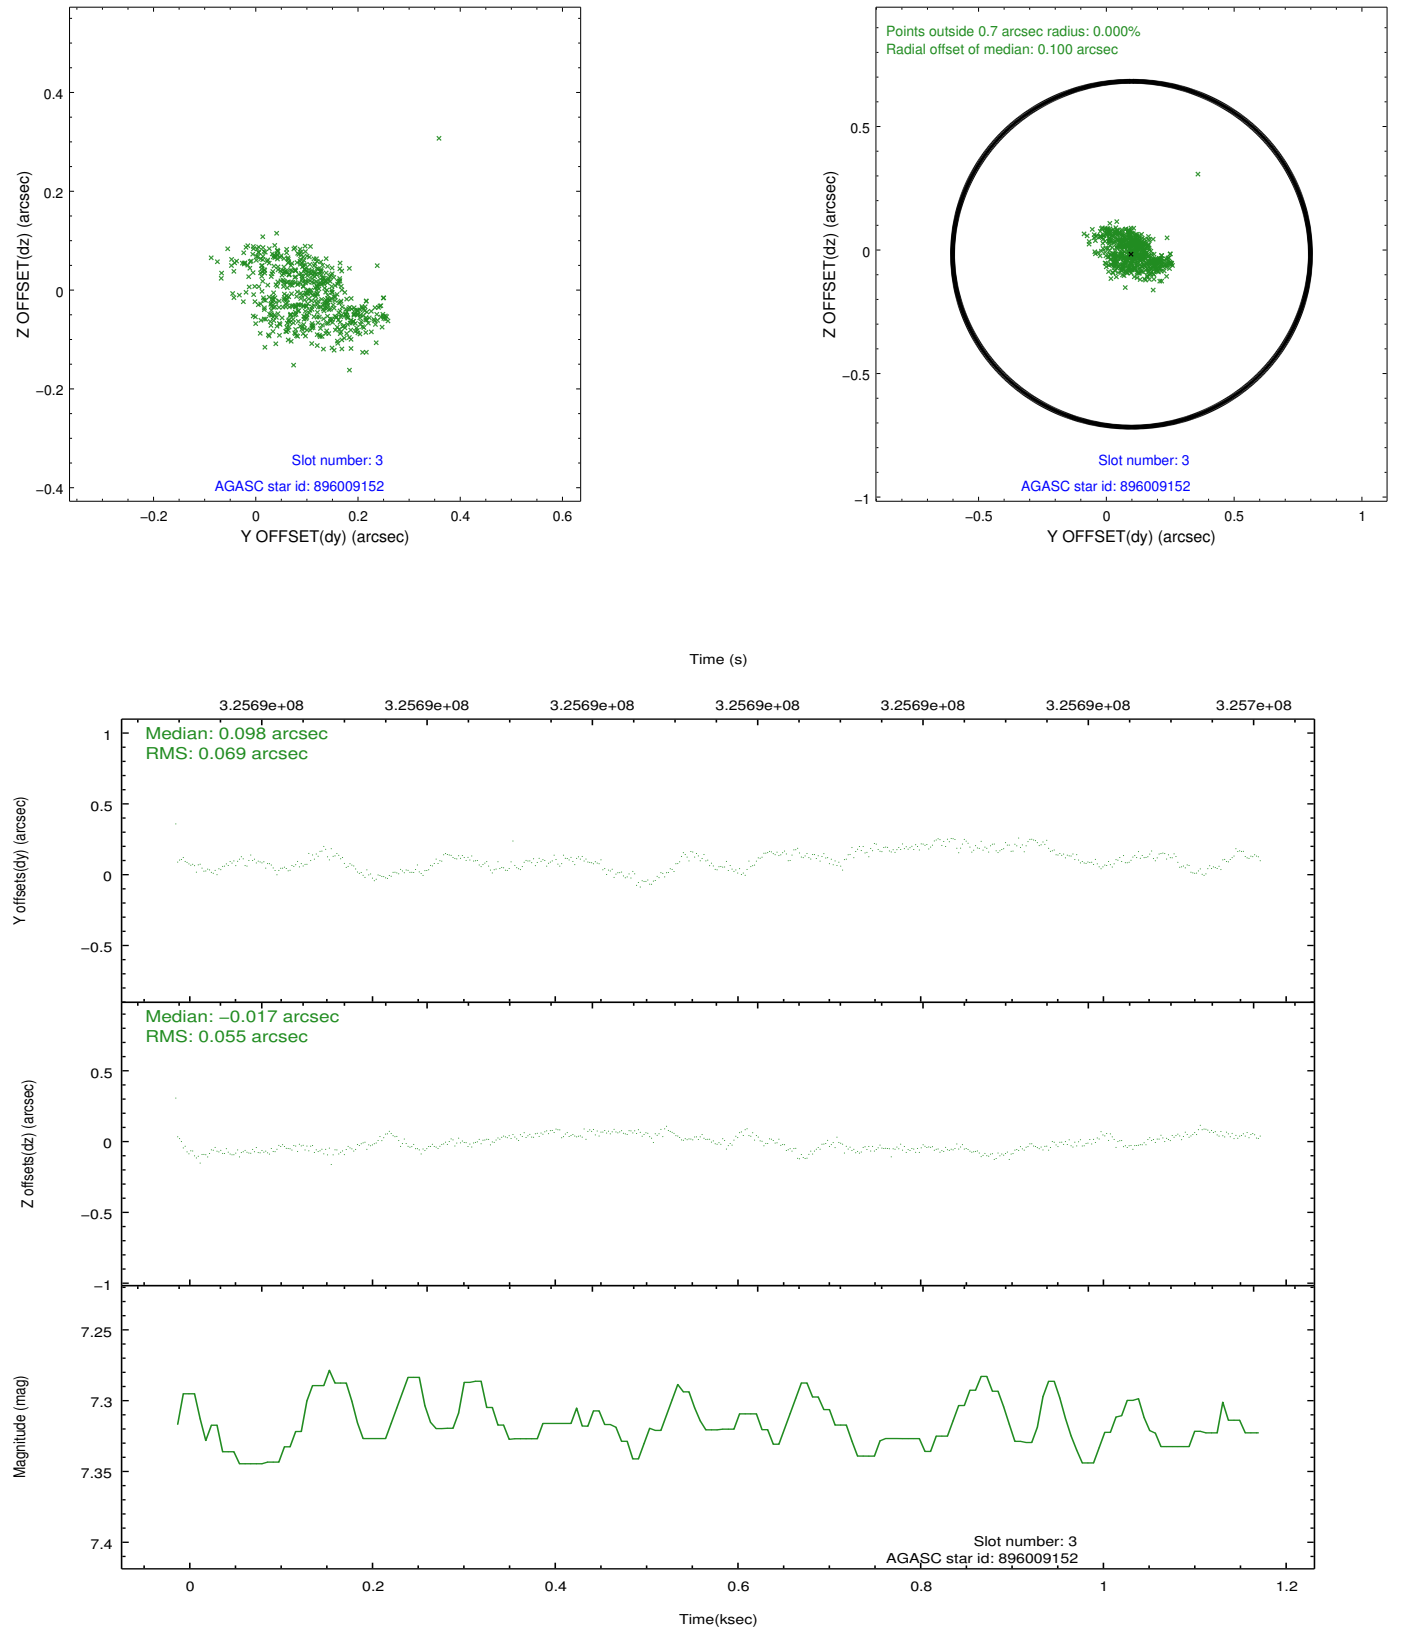 0.4
0.2
0
−0.2
−0.4
Z OFFSET(dz) (arcsec)
Slot number: 3
AGASC star id: 896009152
−0.2 0 0.2 0.4 0.6
Y OFFSET(dy) (arcsec)
Points outside 0.7 arcsec radius: 0.000%
Radial offset of median: 0.100 arcsec
0.5
0
−0.5
−1
Z OFFSET(dz) (arcsec)
Slot number: 3
AGASC star id: 896009152
−0.5 0 0.5 1
Y OFFSET(dy) (arcsec)
Time (s)
3.2569e+08 3.2569e+08 3.2569e+08 3.2569e+08 3.2569e+08 3.2569e+08 3.257e+08
Median: 0.098 arcsec
RMS: 0.069 arcsec
1
0.5
0
−0.5
Y offsets(dy) (arcsec)
Median: −0.017 arcsec
RMS: 0.055 arcsec
0.5
0
−0.5
−1
Z offsets(dz) (arcsec)
7.25
7.3
7.35
7.4
Magnitude (mag)
Slot number: 3
AGASC star id: 896009152
0 0.2 0.4 0.6 0.8 1 1.2
Time(ksec)